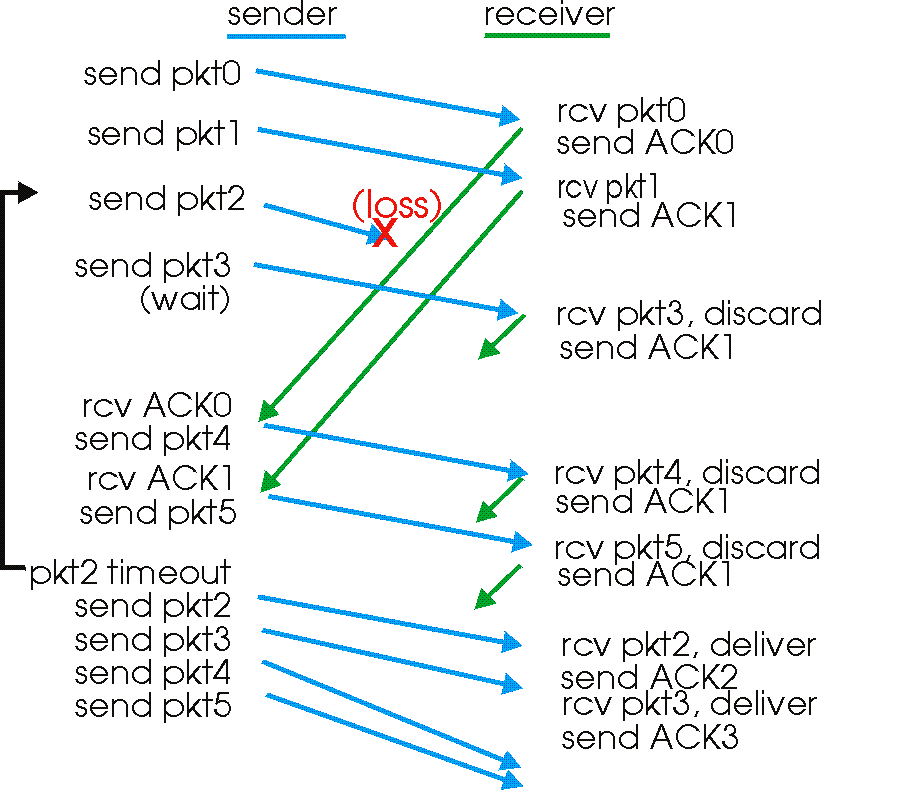 sender
receiver
send pkt0
rcv pkt0
send ACK0
send pkt1
rcv pkt1
send ACK1
send pkt2
(loss)
X
send pkt3
(wait)
rcv pkt3, discard
send ACK1
rcv ACK0
send pkt4
rcv ACK1
send pkt5
rcv pkt4, discard
send ACK1
rcv pkt5, discard
send ACK1
pkt2 timeout
send pkt2
send pkt3
send pkt4
send pkt5
rcv pkt2, deliver
send ACK2
rcv pkt3, deliver
send ACK3